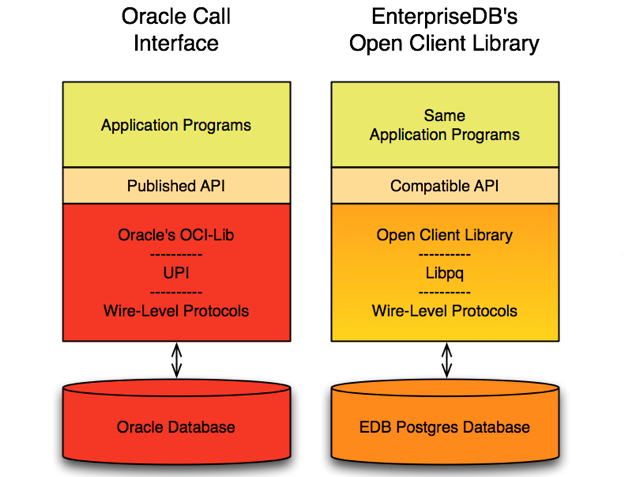 Oracle Call
Interface
Application Programs
Published API
Oracle's OCI-Lib
----------
UPI
----------
Wire-Level Protocols
Oracle Database
EnterpriseDB's
Open Client Library
Same
Application Programs
Compatible API
Open Client Library
----------
Libpq
----------
Wire-Level Protocols
EDB Postgres Database